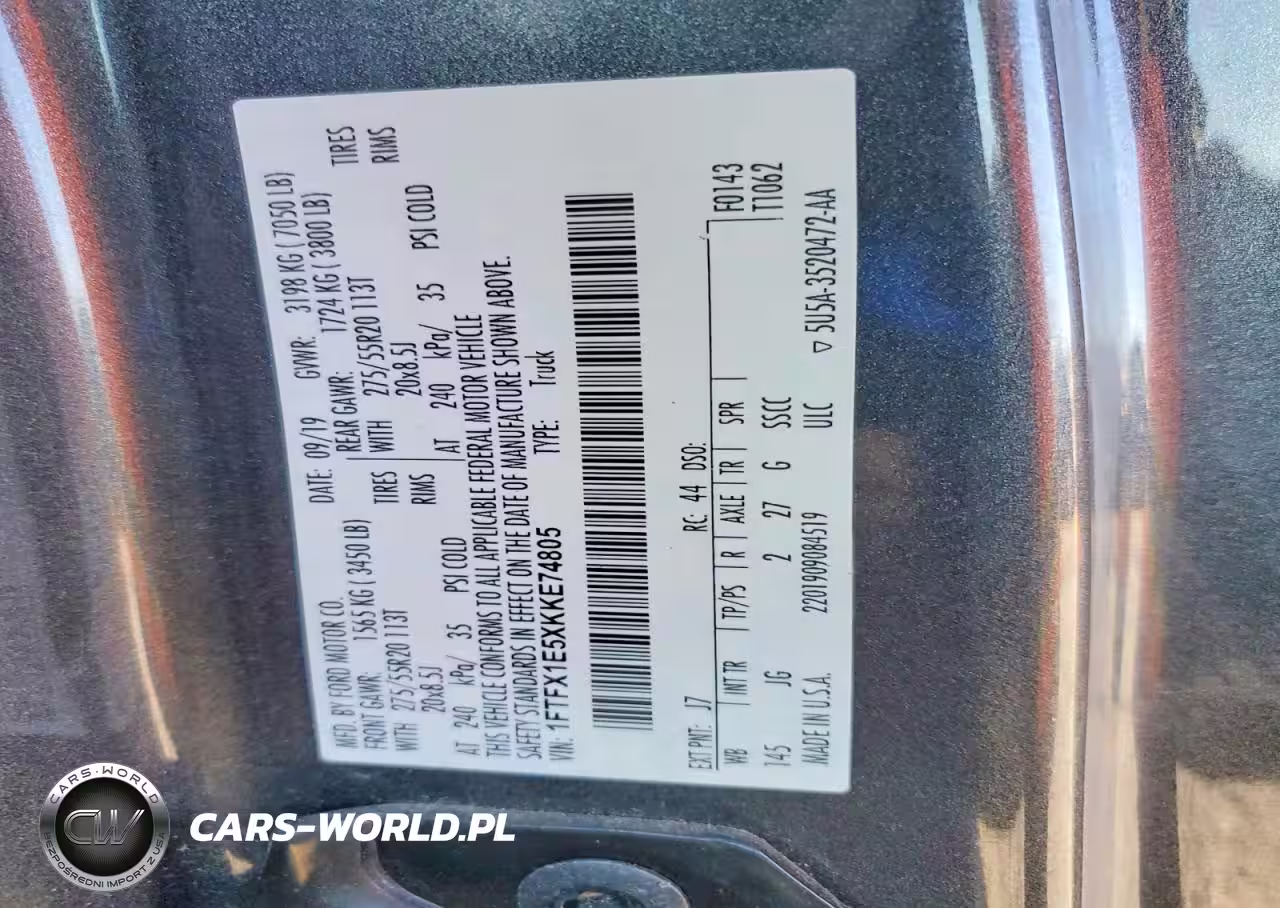 MFD. BY FORD MOTOR CO.
DATE: 09/19 GVWR: 3198 KG ( 7050 LB)
FRONT GAWR: 1565 KG ( 3450 LB) REAR GAWR: 1724 KG ( 3800 LB)
WITH 275/55R20 113T TIRES WITH 275/55R20 113T TIRES
20x8.5J RIMS 20x8.5J RIMS
AT 240 kPa/ 35 PSI COLD AT 240 kPa/ 35 PSI COLD
THIS VEHICLE CONFORMS TO ALL APPLICABLE FEDERAL MOTOR VEHICLE
SAFETY STANDARDS IN EFFECT ON THE DATE OF MANUFACTURE SHOWN ABOVE.
VIN: 1FTFX1E5XKKE74805 TYPE: Truck
EXT PNT: J7 RC: 44 DSO: F0143
WB INT TR TP/PS R AXLE TR SPR T1062
145 JG 2 27 G SSCC
MADE IN U.S.A. 220190984519 ULC ▽ 5U5A-3520472-AA
CARS-WORLD
CW
BEZPOŚREDNI IMPORT Z USA
CARS-WORLD.PL